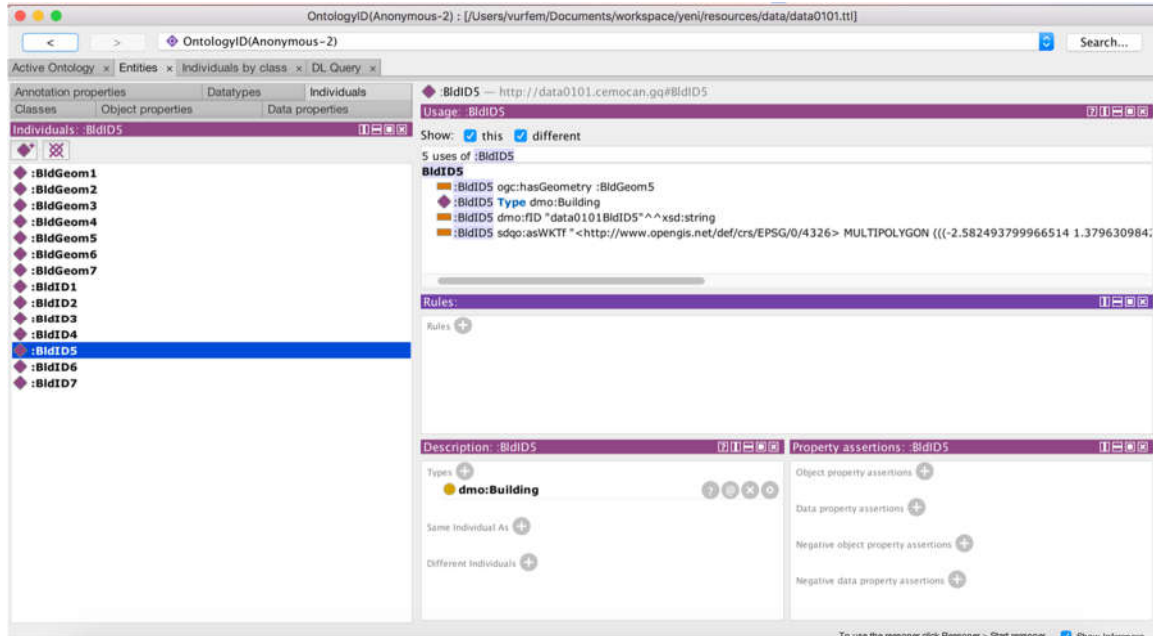 OntologyID(Anonymous-2) : [/Users/vurfem/Documents/workspace/yeni/resources/data/data0101.ttl]
< > OntologyID(Anonymous-2) Search...
Active Ontology × Entities × Individuals by class × DL Query ×
Annotation properties Datatypes Individuals
Classes Object properties Data properties
Individuals: :BldID5
:BldGeom1
:BldGeom2
:BldGeom3
:BldGeom4
:BldGeom5
:BldGeom6
:BldGeom7
:BldID1
:BldID2
:BldID3
:BldID4
:BldID5
:BldID6
:BldID7
:BldID5 — http://data0101.cemocan.gq#BldID5
Usage: :BldID5
Show: this different
5 uses of :BldID5
BldID5
:BldID5 ogc:hasGeometry :BldGeom5
:BldID5 Type dmo:Building
:BldID5 dmo:fID "data0101BldID5"^^xsd:string
:BldID5 sdqo:asWKTf "<http://www.opengis.net/def/crs/EPSG/0/4326> MULTIPOLYGON (((-2.582493799966514 1.3796309842
Rules:
Rules
Description: :BldID5
Types
dmo:Building
Same Individual As
Different Individuals
Property assertions: :BldID5
Object property assertions
Data property assertions
Negative object property assertions
Negative data property assertions
To use the reasoner click Reasoner > Start reasoner Show Inferences